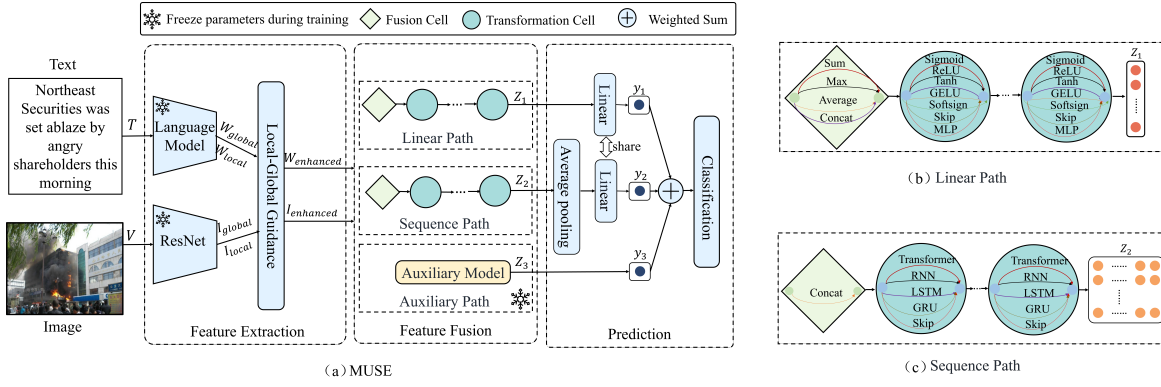 Freeze parameters during training
Fusion Cell
Transformation Cell
Weighted Sum
Text
Northeast
Securities was
set ablaze by
angry
shareholders this
morning
T
Language
Model
W_global
W_local
Image
V
ResNet
I_global
I_local
Local-Global Guidance
W_enhanced
I_enhanced
Feature Extraction
Linear Path
Z_1
Sequence Path
Z_2
Auxiliary Model
Z_3
Auxiliary Path
Feature Fusion
Linear
share
Average pooling
Linear
y_1
y_2
y_3
Classification
Prediction
(a) MUSE
Sum
Max
Average
Concat
Sigmoid
ReLU
Tanh
GELU
Softsign
Skip
MLP
Sigmoid
ReLU
Tanh
GELU
Softsign
Skip
MLP
Z_1
(b) Linear Path
Concat
Transformer
RNN
LSTM
GRU
Skip
Transformer
RNN
LSTM
GRU
Skip
Z_2
(c) Sequence Path